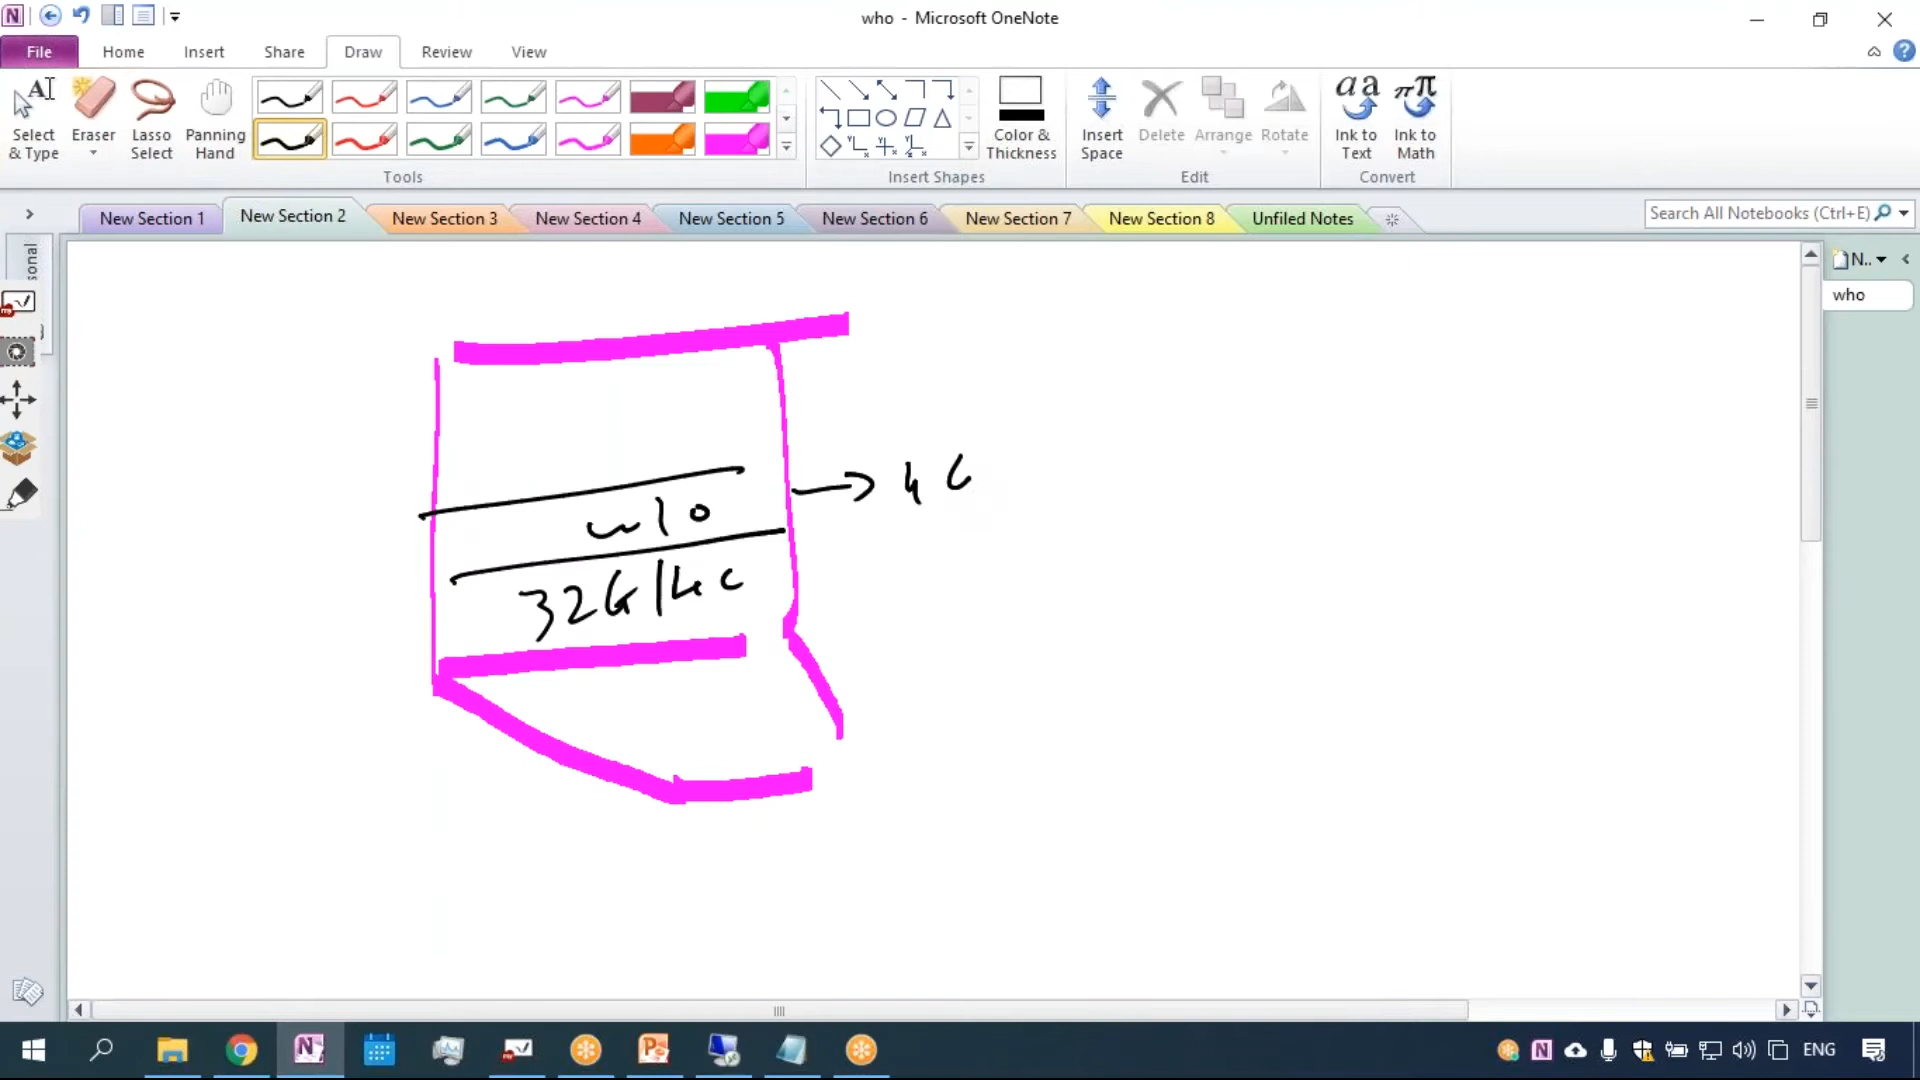 who - Microsoft OneNote
File Home Insert Share Draw Review View
Select & Type
Eraser
Lasso Select
Panning Hand
Color & Thickness
Insert Space
Delete
Arrange
Rotate
Ink to Text
Ink to Math
Tools Insert Shapes Edit Convert
New Section 1 New Section 2 New Section 3 New Section 4 New Section 5 New Section 6 New Section 7 New Section 8 Unfiled Notes
Search All Notebooks (Ctrl+E)
sonal
N..
who
32G/4c
ENG